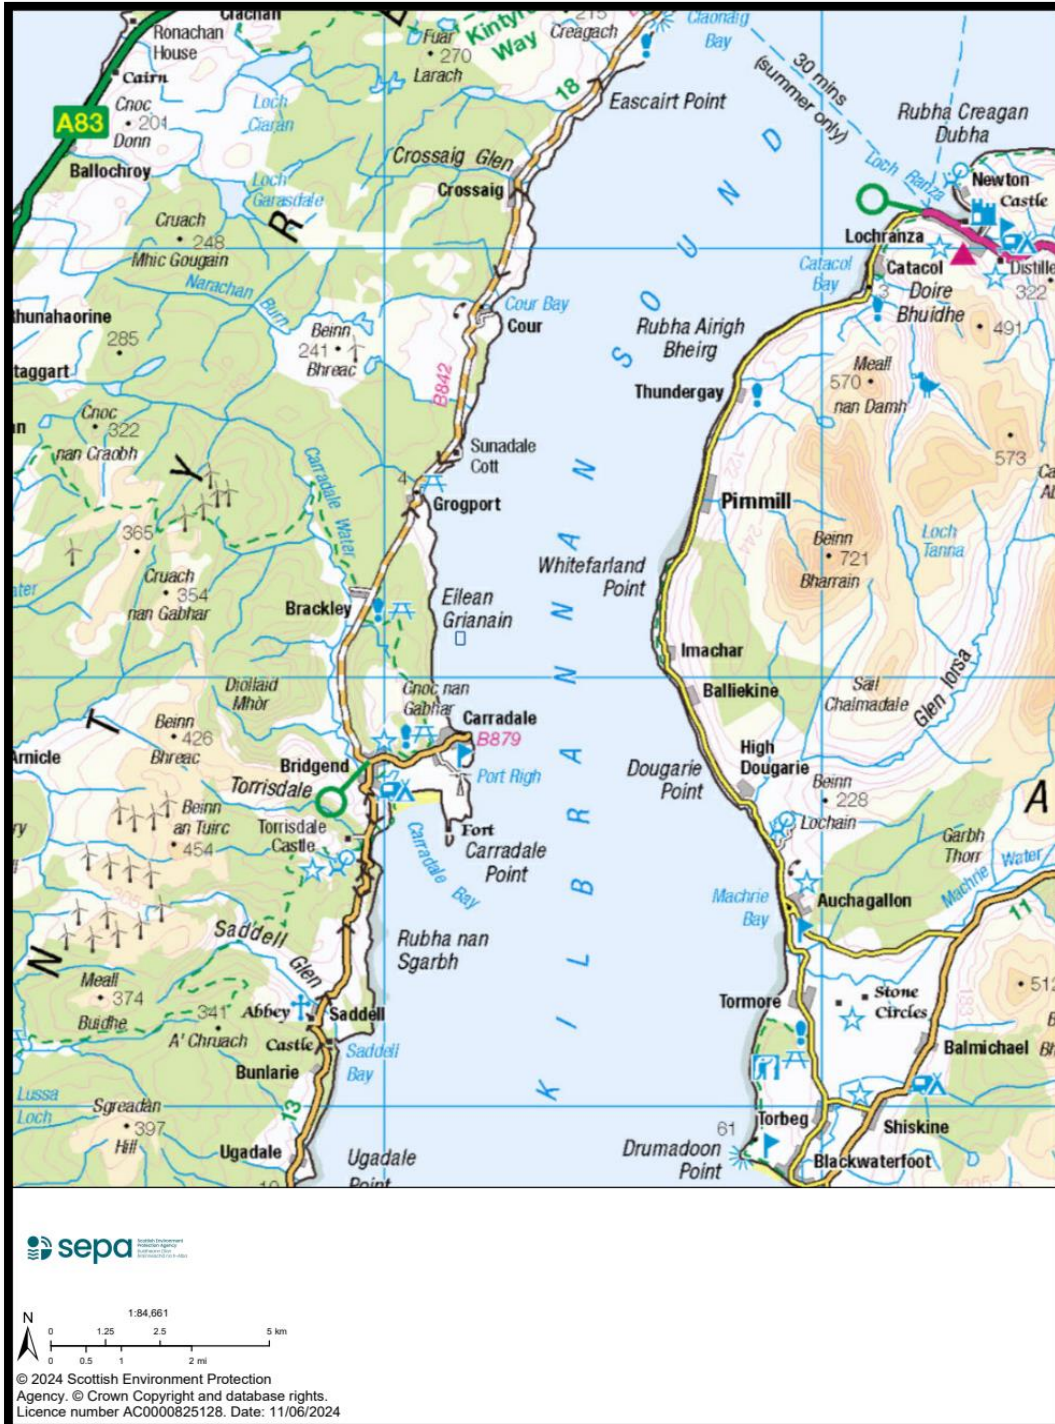 Clachan
Ronachan
House
Cairn
Cnoc
201
Donn
A83
Ballochroy
Loch
Ciaran
Loch
Garasdale
Fuar
270
Larach
Kintyre
Way
215
Creagach
18
Claonaig
Bay
30 mins
(summer only)
Eascairt Point
Rubha Creagan
Dubha
Loch Ranza
Newton
Castle
Lochranza
Catacol
Bay
Catacol
3
Doire
Bhuidhe
322
491
Crossaig Glen
Crossaig
R
Cruach
248
Mhic Gougain
Narachan
Burn
Rhunahaorine
285
Beinn
241
Bhreac
Cour Bay
Cour
B842
SOUND
Rubha Airigh
Bheirg
Thundergay
Meall
570
nan Damh
573
Cnoc
322
nan Craobh
Y
Carradale Water
Sunadale
Cott
4
Grogport
122
244
Pirnmill
Beinn
721
Bharrain
Loch
Tanna
365
Cruach
354
nan Gabhar
Brackley
Eilean
Grianain
Whitefarland
Point
Imachar
Balliekine
Sail
Chalmadale
Glen Iorsa
Diollaid
Mhòr
Cnoc nan
Gabhar
T
Beinn
426
Bhreac
Arnicle
Carradale
B879
Bridgend
Torrisdale
Port Righ
KILBRANNAN
High
Dougarie
Dougarie
Point
Beinn
228
Lochain
A
Beinn
an Tuirc
454
Torrisdale
Castle
Fort
Carradale
Point
Carradale Bay
Garbh
Thorr
Machrie Water
Machrie
Bay
Auchagallon
11
305
N
Saddell
Glen
Rubha nan
Sgarbh
Meall
374
Buidhe
341
A' Chruach
Abbey
Saddell
Castle
Saddell
Bay
Bunlarie
Tormore
Stone
Circles
512
Balmichael
Lussa
Loch
Sgreadan
397
Hill
13
Ugadale
Ugadale
Point
61
Drumadoon
Point
Torbeg
Shiskine
Blackwaterfoot
sepa
Scottish Environment
Protection Agency
N
1:84,661
0 1.25 2.5 5 km
0 0.5 1 2 mi
© 2024 Scottish Environment Protection
Agency. © Crown Copyright and database rights.
Licence number AC0000825128. Date: 11/06/2024